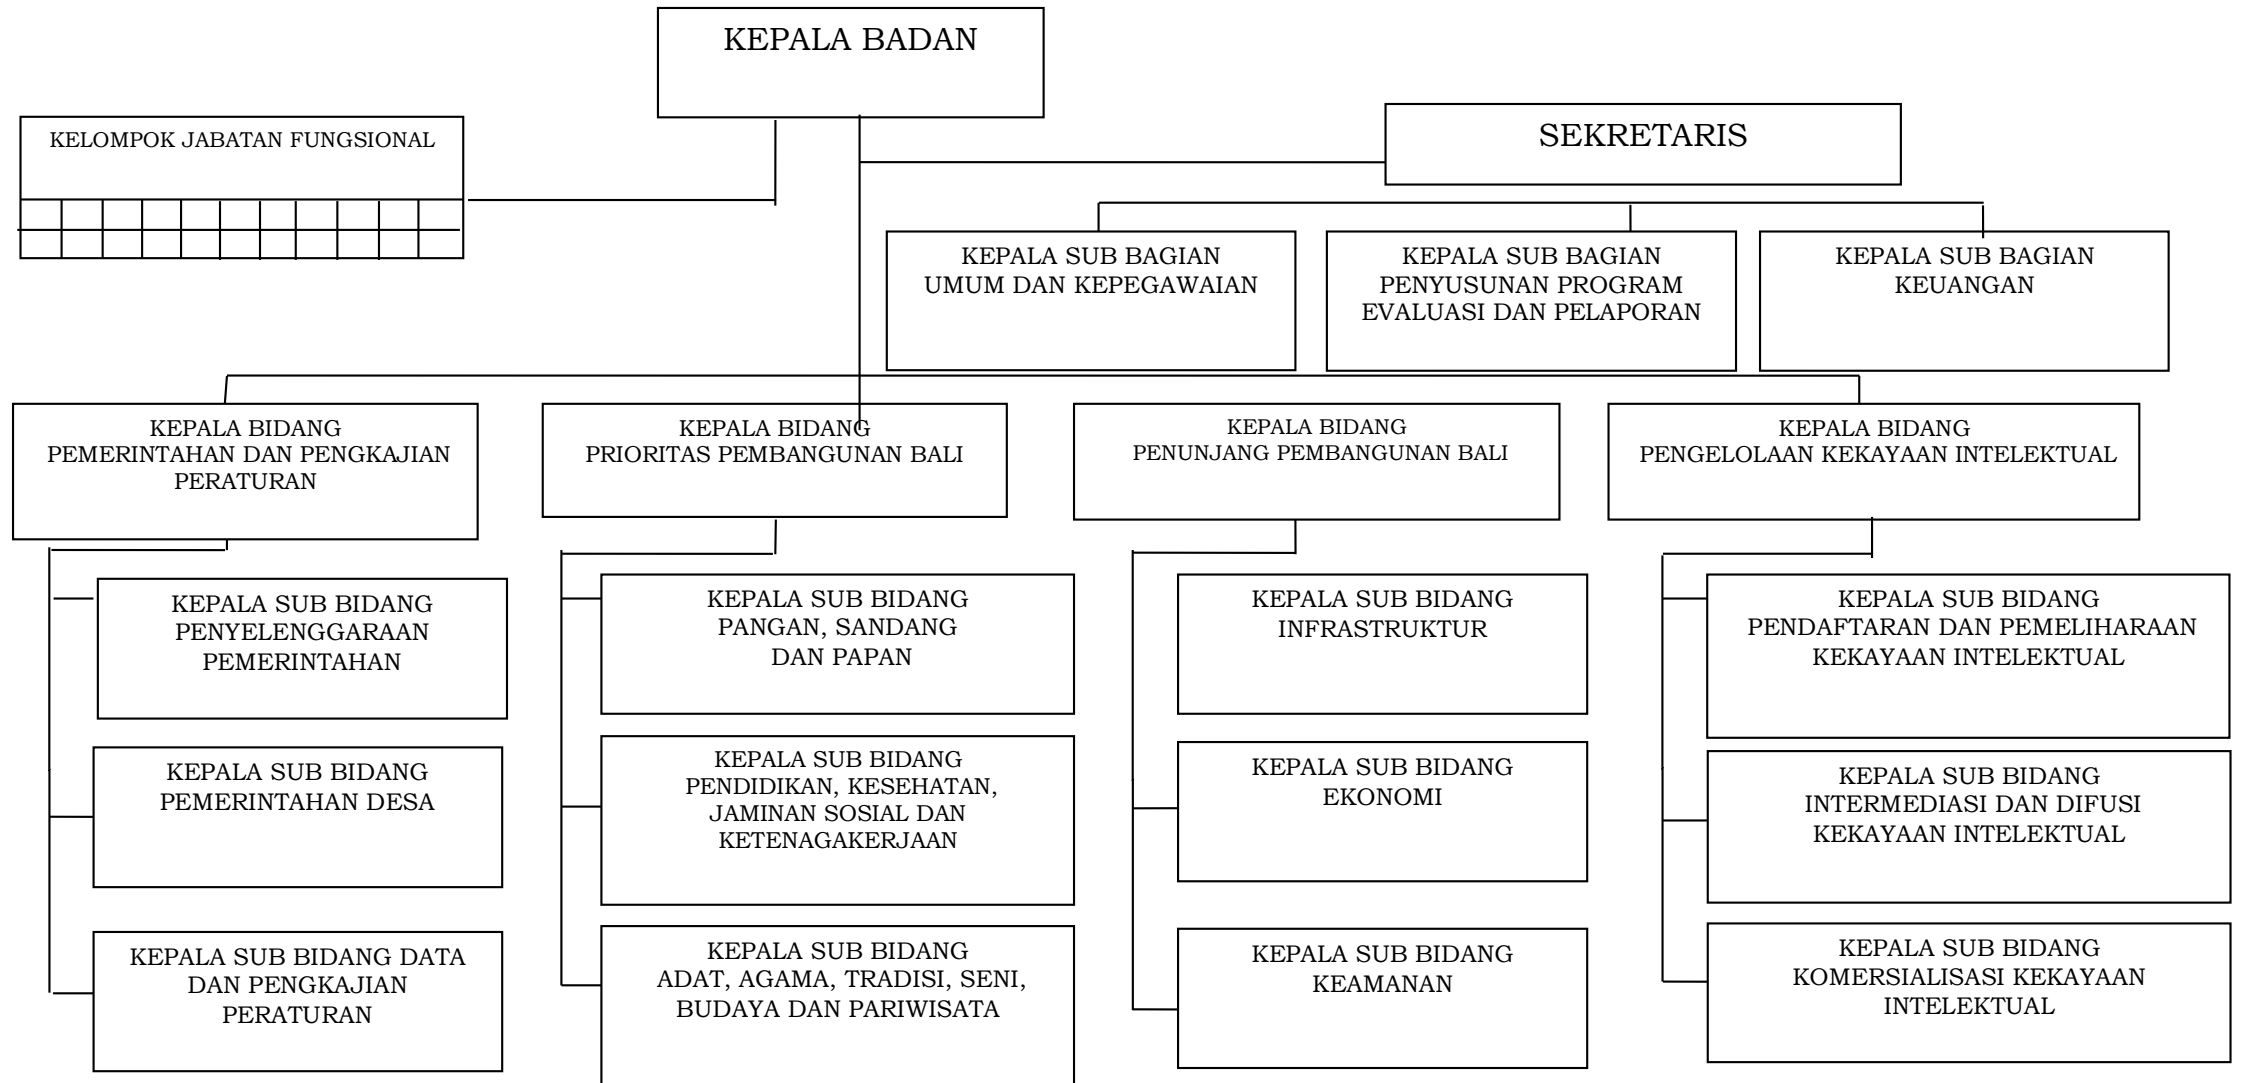 KEPALA BADAN
KELOMPOK JABATAN FUNGSIONAL
SEKRETARIS
KEPALA SUB BAGIAN
UMUM DAN KEPEGAWAIAN
KEPALA SUB BAGIAN
PENYUSUNAN PROGRAM
EVALUASI DAN PELAPORAN
KEPALA SUB BAGIAN
KEUANGAN
KEPALA BIDANG
PEMERINTAHAN DAN PENGKAJIAN
PERATURAN
KEPALA BIDANG
PRIORITAS PEMBANGUNAN BALI
KEPALA BIDANG
PENUNJANG PEMBANGUNAN BALI
KEPALA BIDANG
PENGELOLAAN KEKAYAAN INTELEKTUAL
KEPALA SUB BIDANG
PENYELENGGARAAN
PEMERINTAHAN
KEPALA SUB BIDANG
PEMERINTAHAN DESA
KEPALA SUB BIDANG DATA
DAN PENGKAJIAN
PERATURAN
KEPALA SUB BIDANG
PANGAN, SANDANG
DAN PAPAN
KEPALA SUB BIDANG
PENDIDIKAN, KESEHATAN,
JAMINAN SOSIAL DAN
KETENAGAKERJAAN
KEPALA SUB BIDANG
ADAT, AGAMA, TRADISI, SENI,
BUDAYA DAN PARIWISATA
KEPALA SUB BIDANG
INFRASTRUKTUR
KEPALA SUB BIDANG
EKONOMI
KEPALA SUB BIDANG
KEAMANAN
KEPALA SUB BIDANG
PENDAFTARAN DAN PEMELIHARAAN
KEKAYAAN INTELEKTUAL
KEPALA SUB BIDANG
INTERMEDIASI DAN DIFUSI
KEKAYAAN INTELEKTUAL
KEPALA SUB BIDANG
KOMERSIALISASI KEKAYAAN
INTELEKTUAL